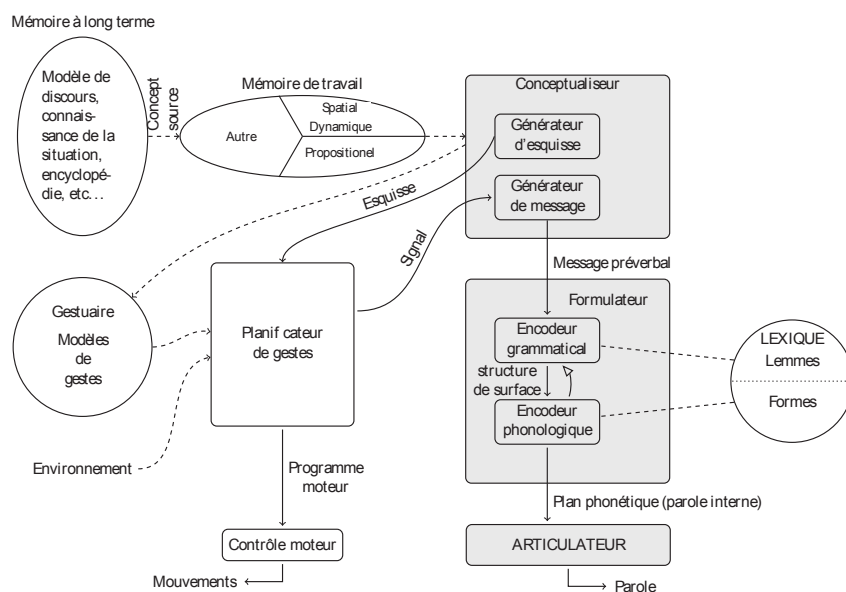 Mémoire à long terme
Modèle de
discours,
connais-
sance de la
situation,
encyclopé-
die, etc…
Concept
source
Mémoire de travail
Autre
Spatial
Dynamique
Propositionel
Conceptualiseur
Générateur
d'esquisse
Générateur
de message
Esquisse
Signal
Message préverbal
Gestuaire
Modèles
de
gestes
Planif cateur
de gestes
Formulateur
Encodeur
grammatical
structure
de surface
Encodeur
phonologique
LEXIQUE
Lemmes
Formes
Environnement
Programme
moteur
Plan phonétique (parole interne)
Contrôle moteur
ARTICULATEUR
Mouvements
Parole